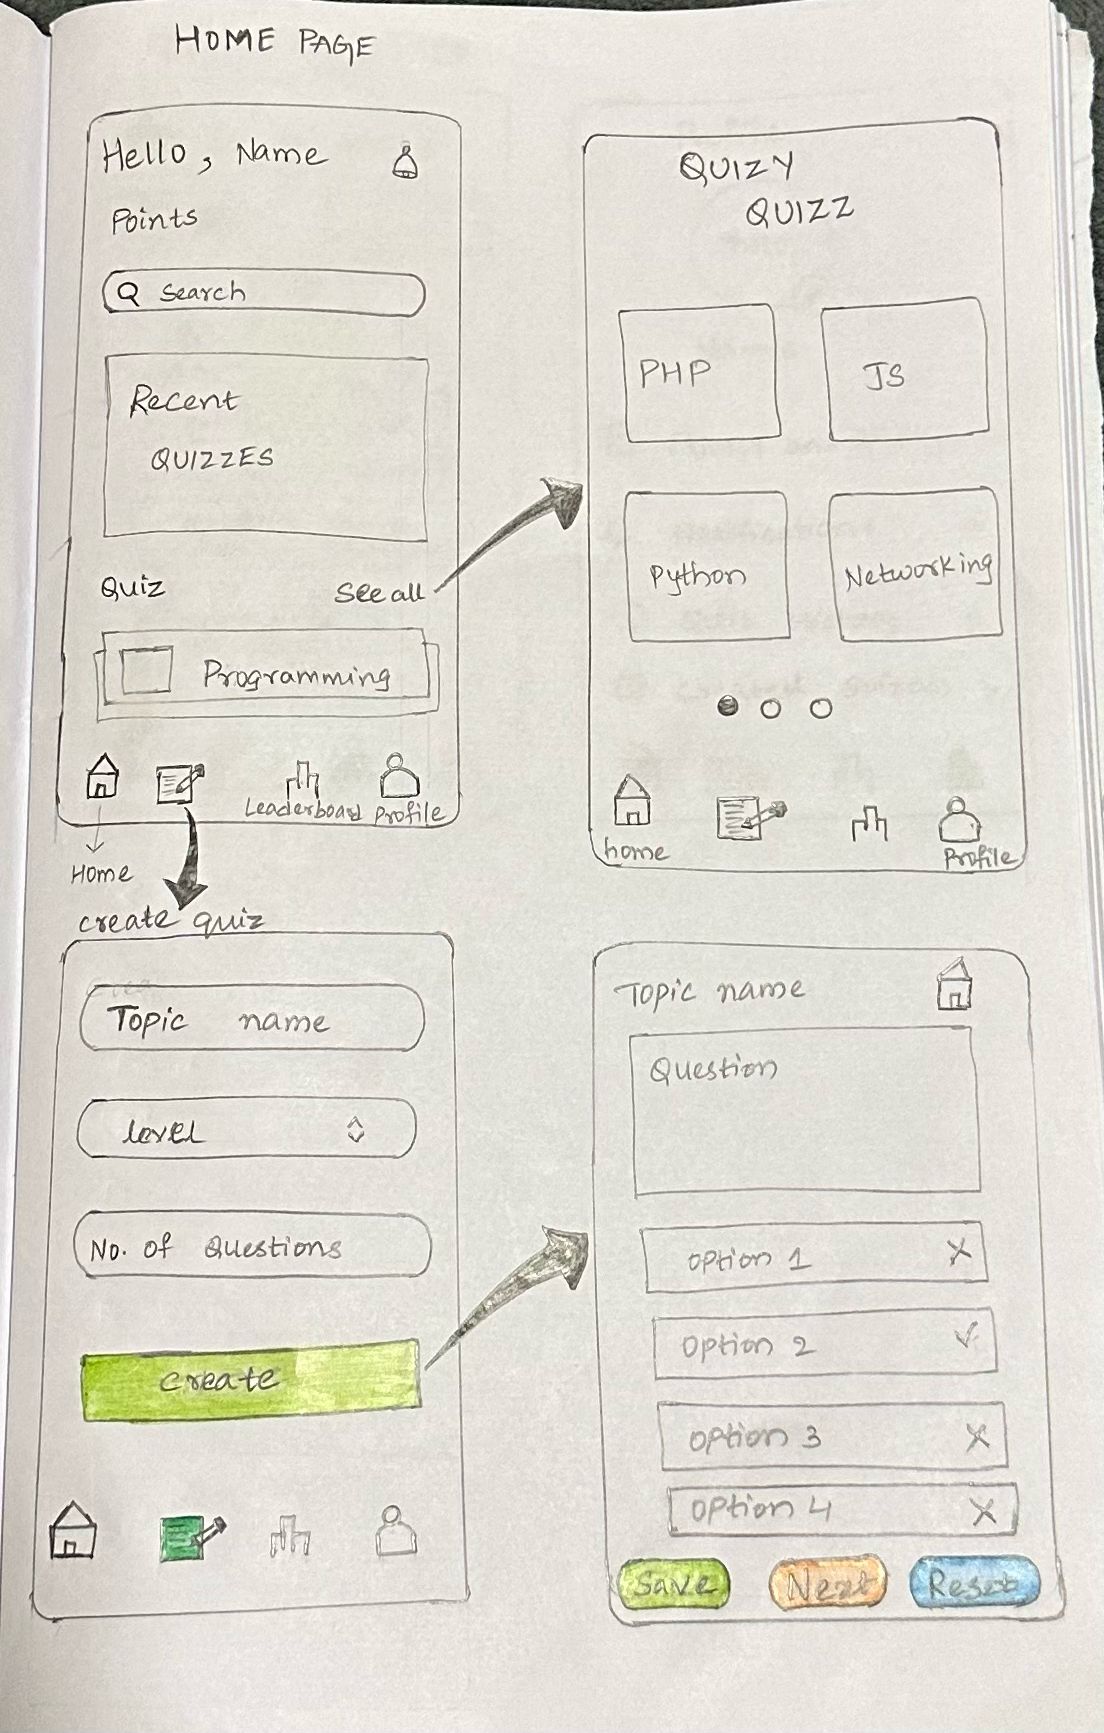 HOME PAGE
Hello, Name
Points
Search
Recent
QUIZZES
Quiz
See all
Programming
Leaderboard
Profile
Home
QUIZY
QUIZZ
PHP
JS
Python
Networking
home
Profile
create quiz
Topic name
level
No. of Questions
create
Topic name
Question
option 1
option 2
option 3
option 4
Save
Next
Reset